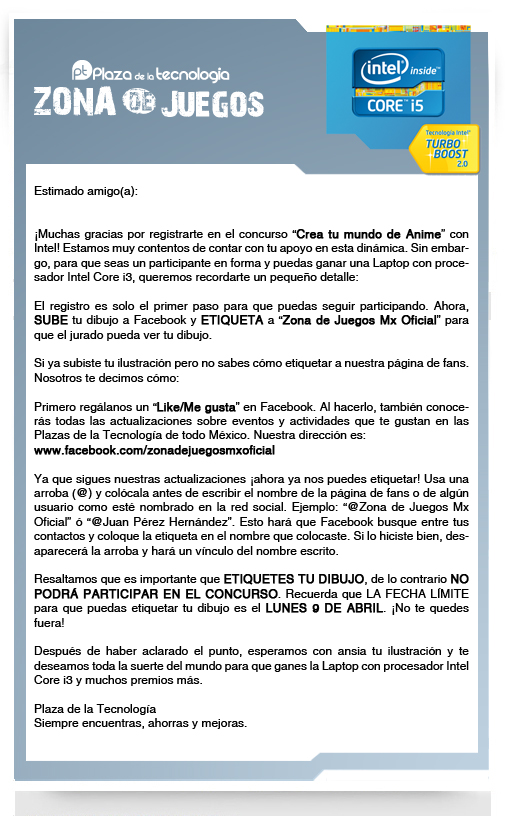 pt Plaza de la tecnología
ZONA DE JUEGOS
intel inside™
CORE™ i5
Tecnología Intel®
TURBO
BOOST
2.0
Estimado amigo(a):
¡Muchas gracias por registrarte en el concurso “Crea tu mundo de Anime” con
Intel! Estamos muy contentos de contar con tu apoyo en esta dinámica. Sin embar-
go, para que seas un participante en forma y puedas ganar una Laptop con proce-
sador Intel Core i3, queremos recordarte un pequeño detalle:
El registro es solo el primer paso para que puedas seguir participando. Ahora,
SUBE tu dibujo a Facebook y ETIQUETA a “Zona de Juegos Mx Oficial” para
que el jurado pueda ver tu dibujo.
Si ya subiste tu ilustración pero no sabes cómo etiquetar a nuestra página de fans.
Nosotros te decimos cómo:
Primero regálanos un “Like/Me gusta” en Facebook. Al hacerlo, también conoce-
rás todas las actualizaciones sobre eventos y actividades que te gustan en las
Plazas de la Tecnología de todo México. Nuestra dirección es:
www.facebook.com/zonadejuegosmxoficial
Ya que sigues nuestras actualizaciones ¡ahora ya nos puedes etiquetar! Usa una
arroba (@) y colócala antes de escribir el nombre de la página de fans o de algún
usuario como esté nombrado en la red social. Ejemplo: “@Zona de Juegos Mx
Oficial” ó “@Juan Pérez Hernández”. Esto hará que Facebook busque entre tus
contactos y coloque la etiqueta en el nombre que colocaste. Si lo hiciste bien, des-
aparecerá la arroba y hará un vínculo del nombre escrito.
Resaltamos que es importante que ETIQUETES TU DIBUJO, de lo contrario NO
PODRÁ PARTICIPAR EN EL CONCURSO. Recuerda que LA FECHA LÍMITE
para que puedas etiquetar tu dibujo es el LUNES 9 DE ABRIL. ¡No te quedes
fuera!
Después de haber aclarado el punto, esperamos con ansia tu ilustración y te
deseamos toda la suerte del mundo para que ganes la Laptop con procesador Intel
Core i3 y muchos premios más.
Plaza de la Tecnología
Siempre encuentras, ahorras y mejoras.